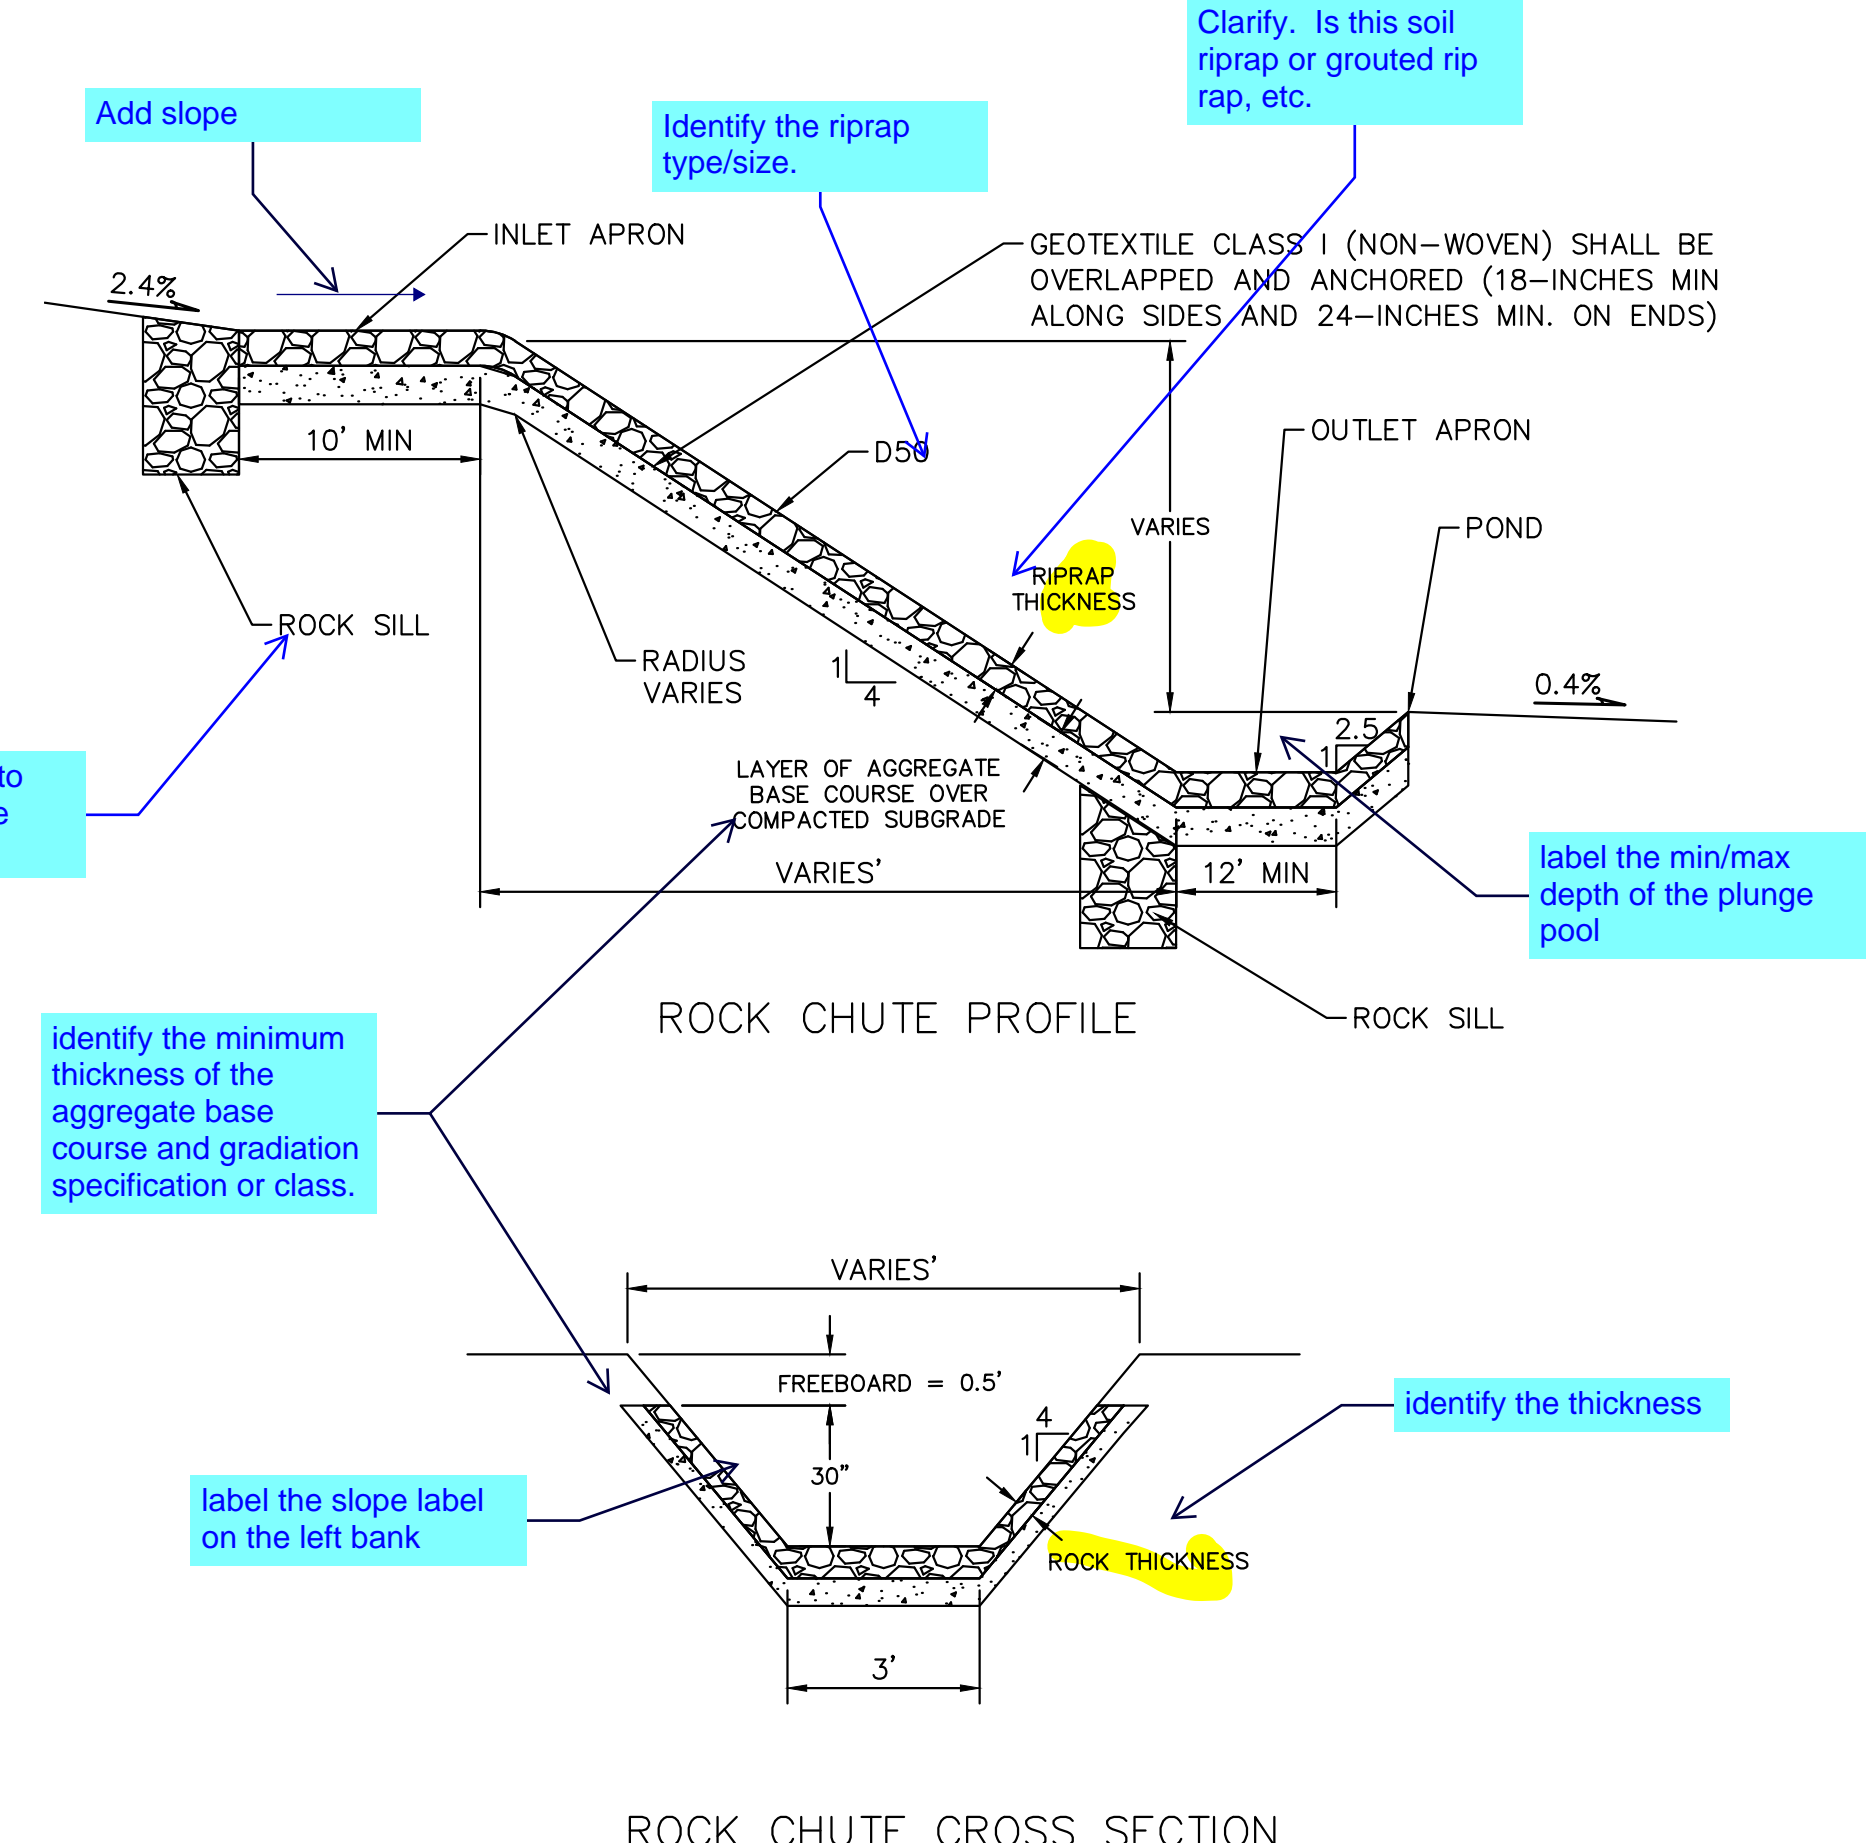 Clarify.  Is this soil
riprap or grouted rip
rap, etc.
Add slope
Identify the riprap
type/size.
INLET APRON
GEOTEXTILE CLASS I (NON-WOVEN) SHALL BE
OVERLAPPED AND ANCHORED (18-INCHES MIN
ALONG SIDES AND 24-INCHES MIN. ON ENDS)
2.4%
10' MIN
D50
OUTLET APRON
VARIES
POND
RIPRAP
THICKNESS
ROCK SILL
RADIUS
VARIES
1
4
0.4%
2.5
1
to
e
LAYER OF AGGREGATE
BASE COURSE OVER
COMPACTED SUBGRADE
VARIES'
12' MIN
label the min/max
depth of the plunge
pool
ROCK CHUTE PROFILE
ROCK SILL
identify the minimum
thickness of the
aggregate base
course and gradiation
specification or class.
VARIES'
FREEBOARD = 0.5'
identify the thickness
4
1
30"
label the slope label
on the left bank
ROCK THICKNESS
3'
ROCK CHUTE CROSS SECTION